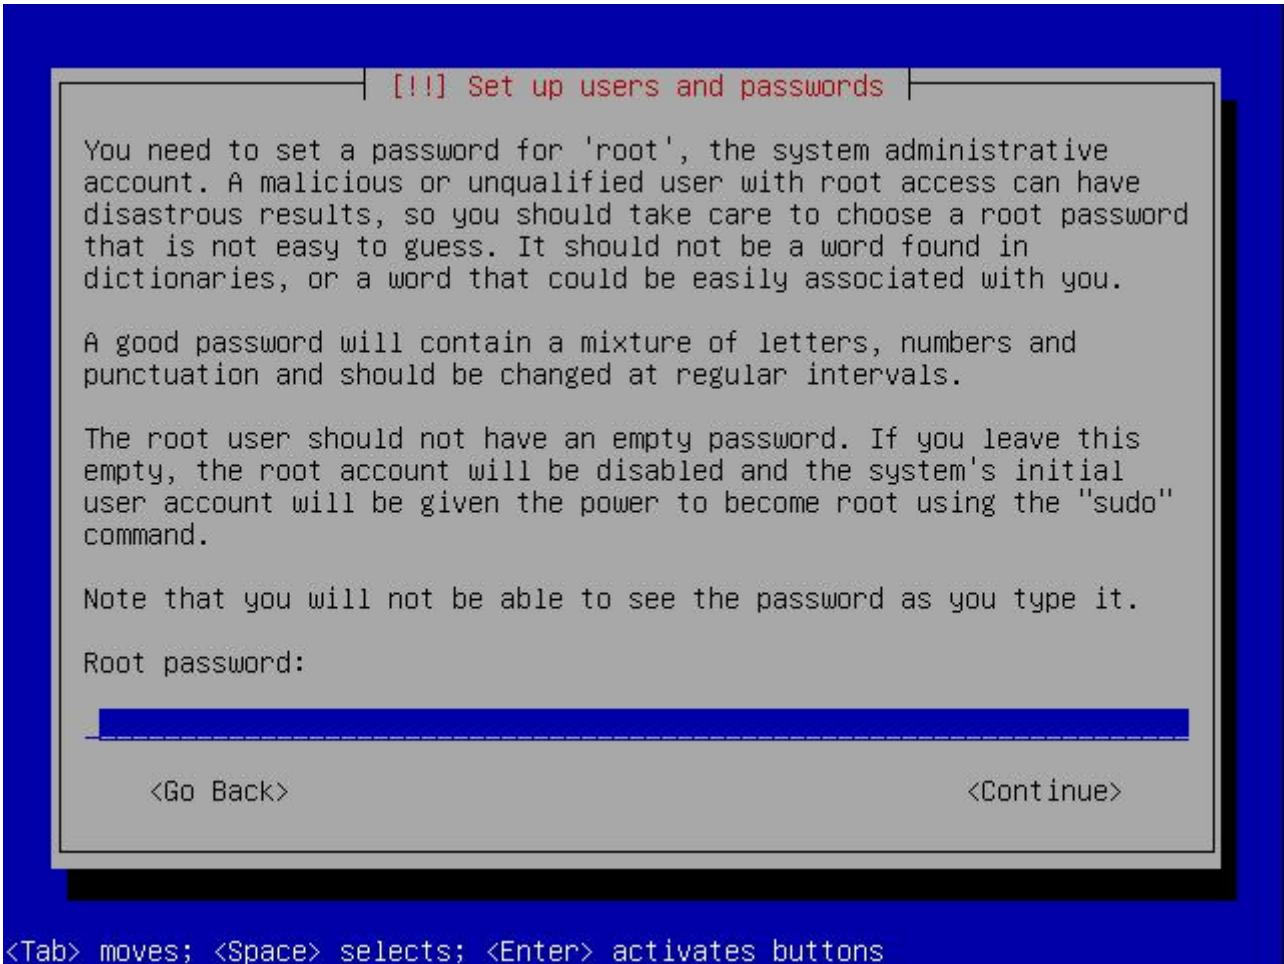 [!!] Set up users and passwords
You need to set a password for 'root', the system administrative
account. A malicious or unqualified user with root access can have
disastrous results, so you should take care to choose a root password
that is not easy to guess. It should not be a word found in
dictionaries, or a word that could be easily associated with you.
A good password will contain a mixture of letters, numbers and
punctuation and should be changed at regular intervals.
The root user should not have an empty password. If you leave this
empty, the root account will be disabled and the system's initial
user account will be given the power to become root using the "sudo"
command.
Note that you will not be able to see the password as you type it.
Root password:
<Go Back> <Continue>
<Tab> moves; <Space> selects; <Enter> activates buttons